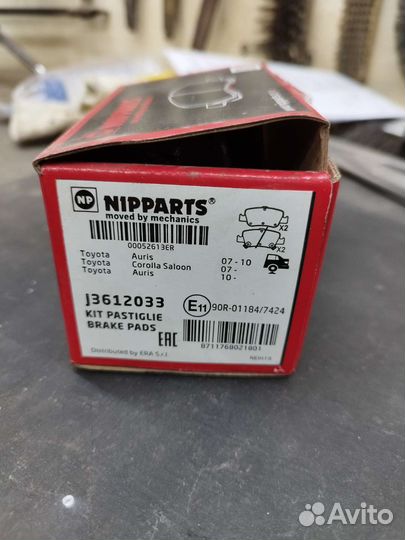 NP NIPPARTS®
moved by mechanics
00052613ER
X2
X2
Toyota Auris 07 - 10
Toyota Corolla Saloon 07 -
Toyota Auris 10 -
J3612033
E11 90R-01184/7424
KIT PASTIGLIE
BRAKE PADS
EAC
8711768021801
Distributed by ERA S.r.l.
Avito